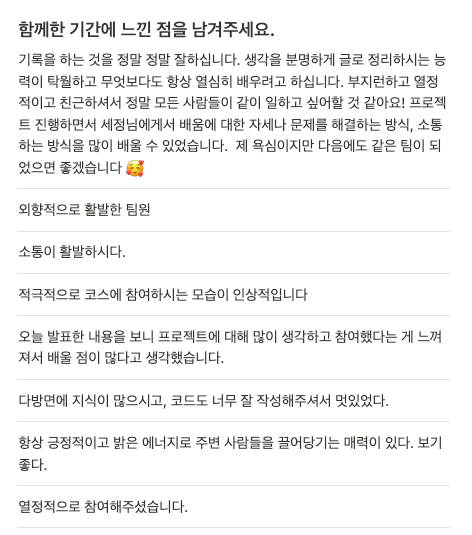 함께한 기간에 느낀 점을 남겨주세요.
기록을 하는 것을 정말 정말 잘하십니다. 생각을 분명하게 글로 정리하시는 능
력이 탁월하고 무엇보다도 항상 열심히 배우려고 하십니다. 부지런하고 열정
적이고 친근하셔서 정말 모든 사람들이 같이 일하고 싶어할 것 같아요! 프로젝
트 진행하면서 세정님에게서 배움에 대한 자세나 문제를 해결하는 방식, 소통
하는 방식을 많이 배울 수 있었습니다.  제 욕심이지만 다음에도 같은 팀이 되
었으면 좋겠습니다 🥰
외향적으로 활발한 팀원
소통이 활발하시다.
적극적으로 코스에 참여하시는 모습이 인상적입니다
오늘 발표한 내용을 보니 프로젝트에 대해 많이 생각하고 참여했다는 게 느껴
져서 배울 점이 많다고 생각했습니다.
다방면에 지식이 많으시고, 코드도 너무 잘 작성해주셔서 멋있었다.
항상 긍정적이고 밝은 에너지로 주변 사람들을 끌어당기는 매력이 있다. 보기
좋다.
열정적으로 참여해주셨습니다.